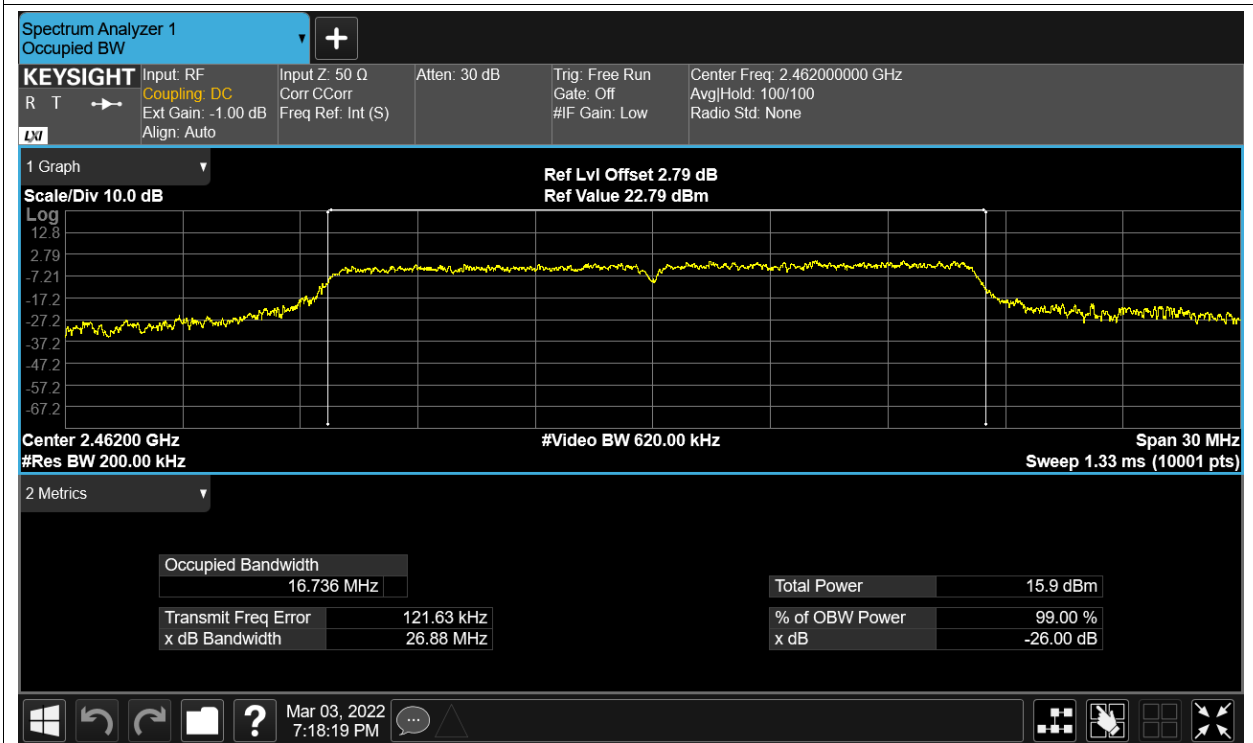 Spectrum Analyzer 1
Occupied BW
KEYSIGHT
R T
LXI
Input: RF
Coupling: DC
Ext Gain: -1.00 dB
Align: Auto
Input Z: 50 Ω
Corr CCorr
Freq Ref: Int (S)
Atten: 30 dB
Trig: Free Run
Gate: Off
#IF Gain: Low
Center Freq: 2.462000000 GHz
Avg|Hold: 100/100
Radio Std: None
1 Graph
Scale/Div 10.0 dB
Ref Lvl Offset 2.79 dB
Ref Value 22.79 dBm
Log
12.8
2.79
-7.21
-17.2
-27.2
-37.2
-47.2
-57.2
-67.2
Center 2.46200 GHz
#Res BW 200.00 kHz
#Video BW 620.00 kHz
Span 30 MHz
Sweep 1.33 ms (10001 pts)
2 Metrics
Occupied Bandwidth
16.736 MHz
Transmit Freq Error 121.63 kHz
x dB Bandwidth 26.88 MHz
Total Power 15.9 dBm
% of OBW Power 99.00 %
x dB -26.00 dB
?
Mar 03, 2022
7:18:19 PM